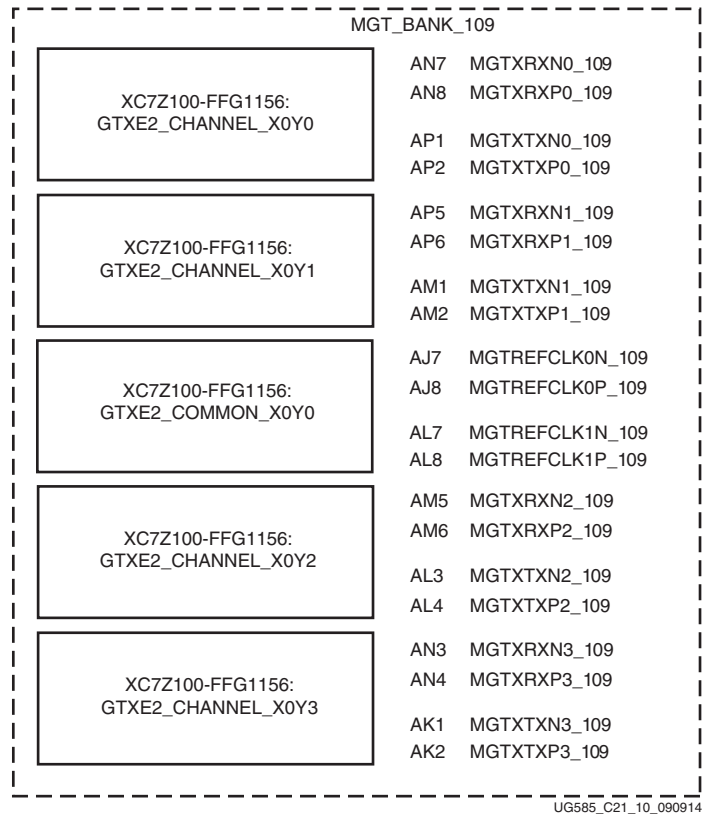 MGT_BANK_109
XC7Z100-FFG1156:
GTXE2_CHANNEL_X0Y0
AN7 MGTXRXN0_109
AN8 MGTXRXP0_109
AP1 MGTXTXN0_109
AP2 MGTXTXP0_109
XC7Z100-FFG1156:
GTXE2_CHANNEL_X0Y1
AP5 MGTXRXN1_109
AP6 MGTXRXP1_109
AM1 MGTXTXN1_109
AM2 MGTXTXP1_109
XC7Z100-FFG1156:
GTXE2_COMMON_X0Y0
AJ7 MGTREFCLK0N_109
AJ8 MGTREFCLK0P_109
AL7 MGTREFCLK1N_109
AL8 MGTREFCLK1P_109
XC7Z100-FFG1156:
GTXE2_CHANNEL_X0Y2
AM5 MGTXRXN2_109
AM6 MGTXRXP2_109
AL3 MGTXTXN2_109
AL4 MGTXTXP2_109
XC7Z100-FFG1156:
GTXE2_CHANNEL_X0Y3
AN3 MGTXRXN3_109
AN4 MGTXRXP3_109
AK1 MGTXTXN3_109
AK2 MGTXTXP3_109
UG585_C21_10_090914